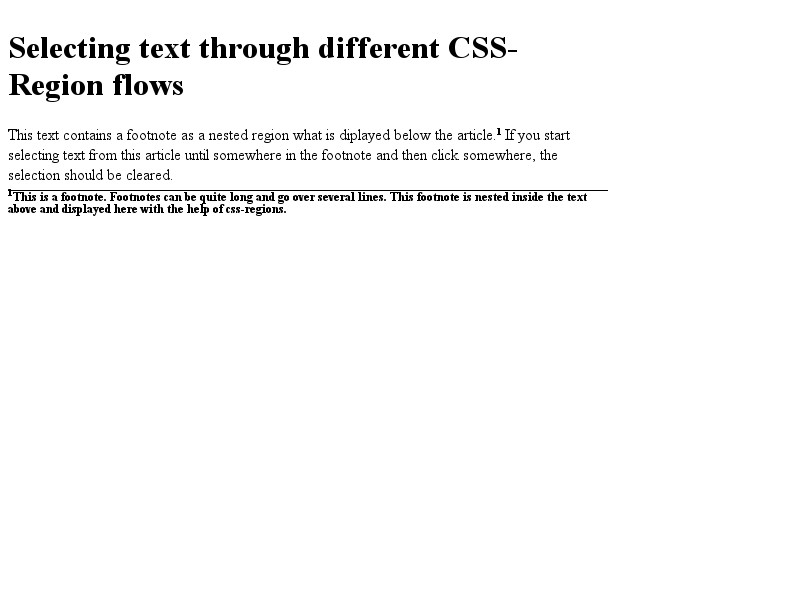 Selecting text through different CSS-
Region flows
This text contains a footnote as a nested region what is diplayed below the article.1 If you start
selecting text from this article until somewhere in the footnote and then click somewhere, the
selection should be cleared.
1This is a footnote. Footnotes can be quite long and go over several lines. This footnote is nested inside the text
above and displayed here with the help of css-regions.